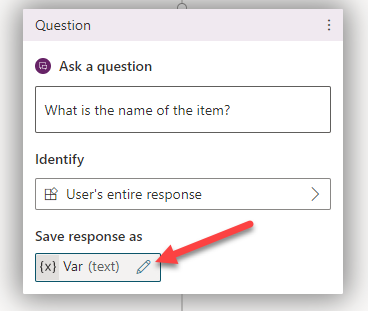 Question
Ask a question
What is the name of the item?
Identify
User's entire response
Save response as
{x} Var (text)